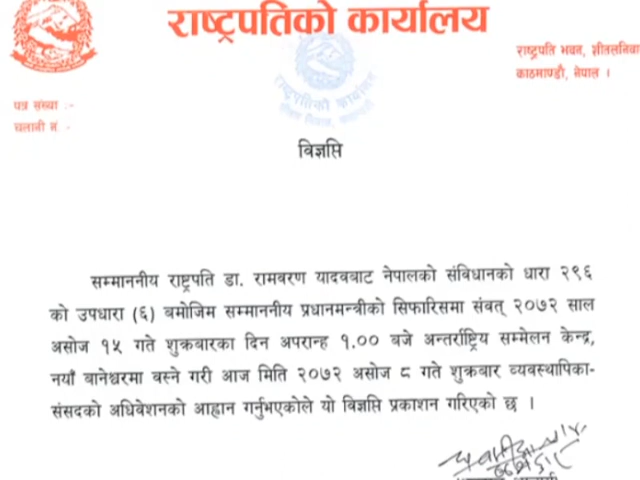 राष्ट्रपतिको कार्यालय
राष्ट्रपति भवन, शीतलनिवा
काठमाण्डौ, नेपाल ।
पत्र संख्या :-
चलानी नं :-
राष्ट्रपतिको कार्यालय
विज्ञप्ति
सम्माननीय राष्ट्रपति डा. रामवरण यादवबाट नेपालको संविधानको धारा २९६
को उपधारा (६) बमोजिम सम्माननीय प्रधानमन्त्रीको सिफारिसमा संवत् २०७२ साल
असोज १५ गते शुक्रबारका दिन अपरान्ह १.०० बजे अन्तर्राष्ट्रिय सम्मेलन केन्द्र,
नयाँ बानेश्वरमा बस्ने गरी आज मिति २०७२ असोज ८ गते शुक्रबार व्यवस्थापिका-
संसदको अधिवेशनको आह्वान गर्नुभएकोले यो विज्ञप्ति प्रकाशन गरिएको छ ।